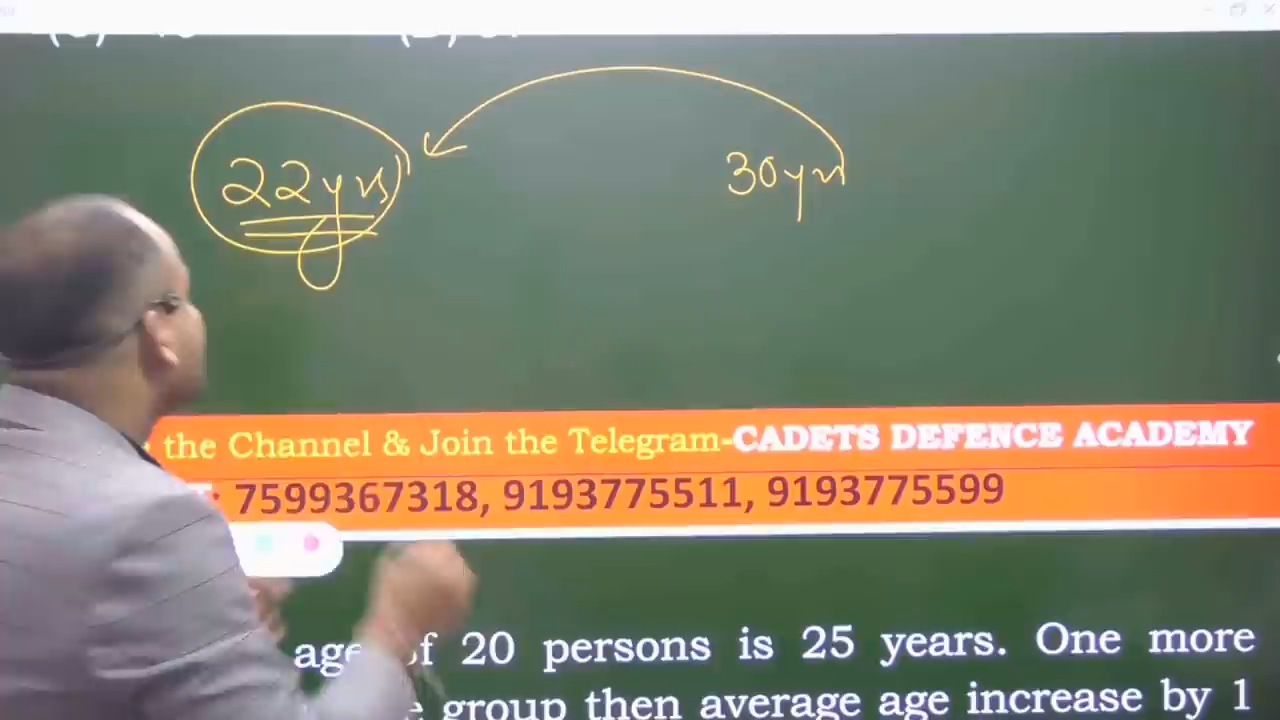 22yrs
30yrs
the Channel & Join the Telegram-CADETS DEFENCE ACADEMY
7599367318, 9193775511, 9193775599
age of 20 persons is 25 years. One more
group then average age increase by 1